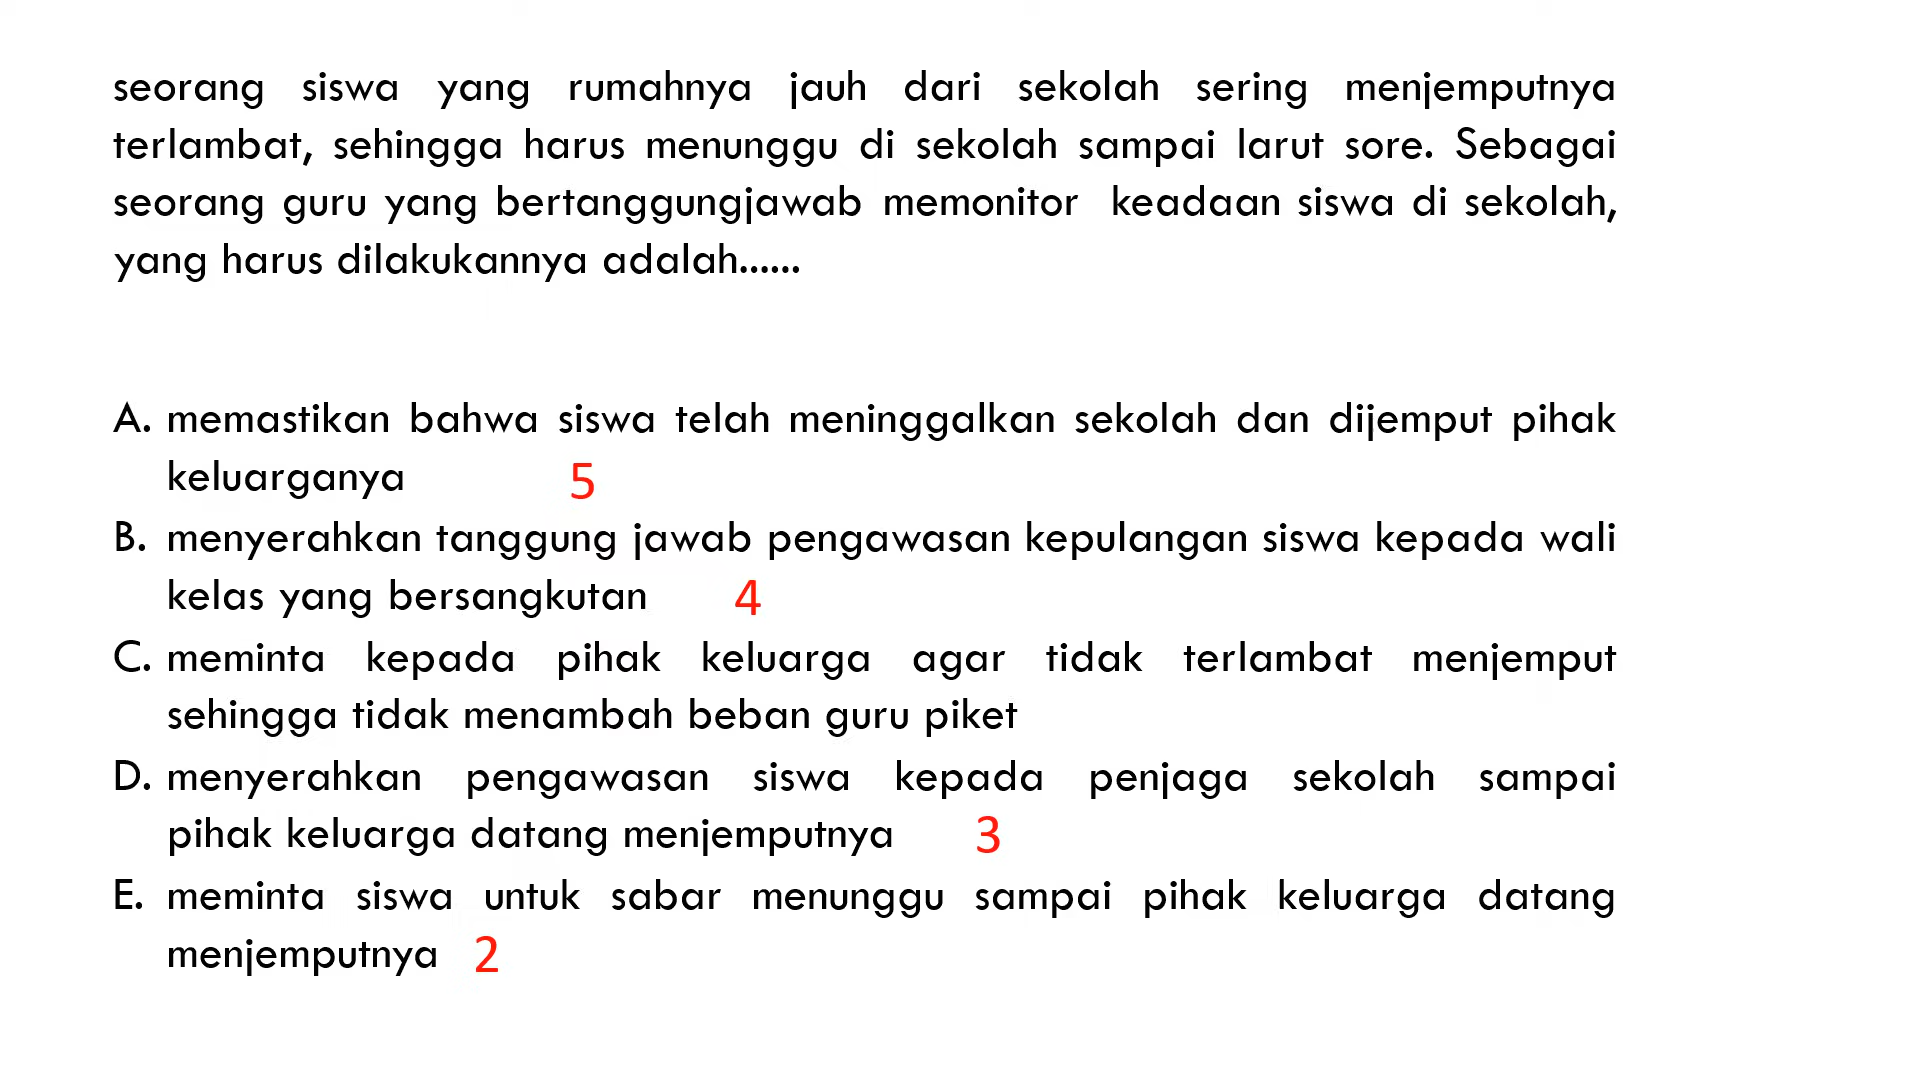 seorang siswa yang rumahnya jauh dari sekolah sering menjemputnya
terlambat, sehingga harus menunggu di sekolah sampai larut sore. Sebagai
seorang guru yang bertanggungjawab memonitor keadaan siswa di sekolah,
yang harus dilakukannya adalah......
A. memastikan bahwa siswa telah meninggalkan sekolah dan dijemput pihak
keluarganya 5
B. menyerahkan tanggung jawab pengawasan kepulangan siswa kepada wali
kelas yang bersangkutan 4
C. meminta kepada pihak keluarga agar tidak terlambat menjemput
sehingga tidak menambah beban guru piket
D. menyerahkan pengawasan siswa kepada penjaga sekolah sampai
pihak keluarga datang menjemputnya 3
E. meminta siswa untuk sabar menunggu sampai pihak keluarga datang
menjemputnya 2